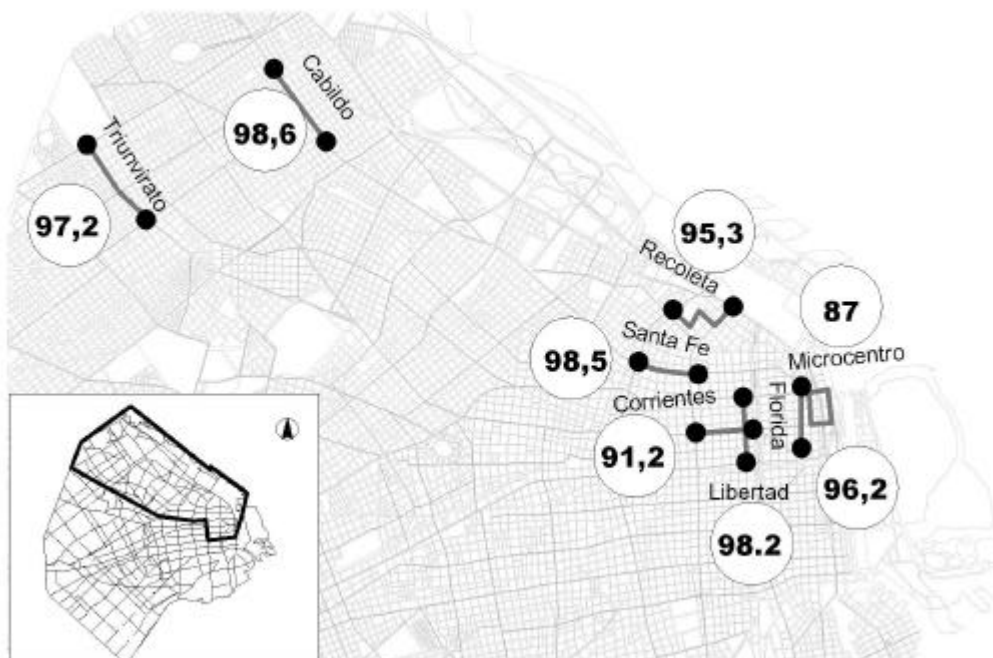 Cabildo
98,6
Triunvirato
97,2
95,3
Recoleta
87
Santa Fe
98,5
Microcentro
Corrientes
Florida
91,2
96,2
Libertad
98.2